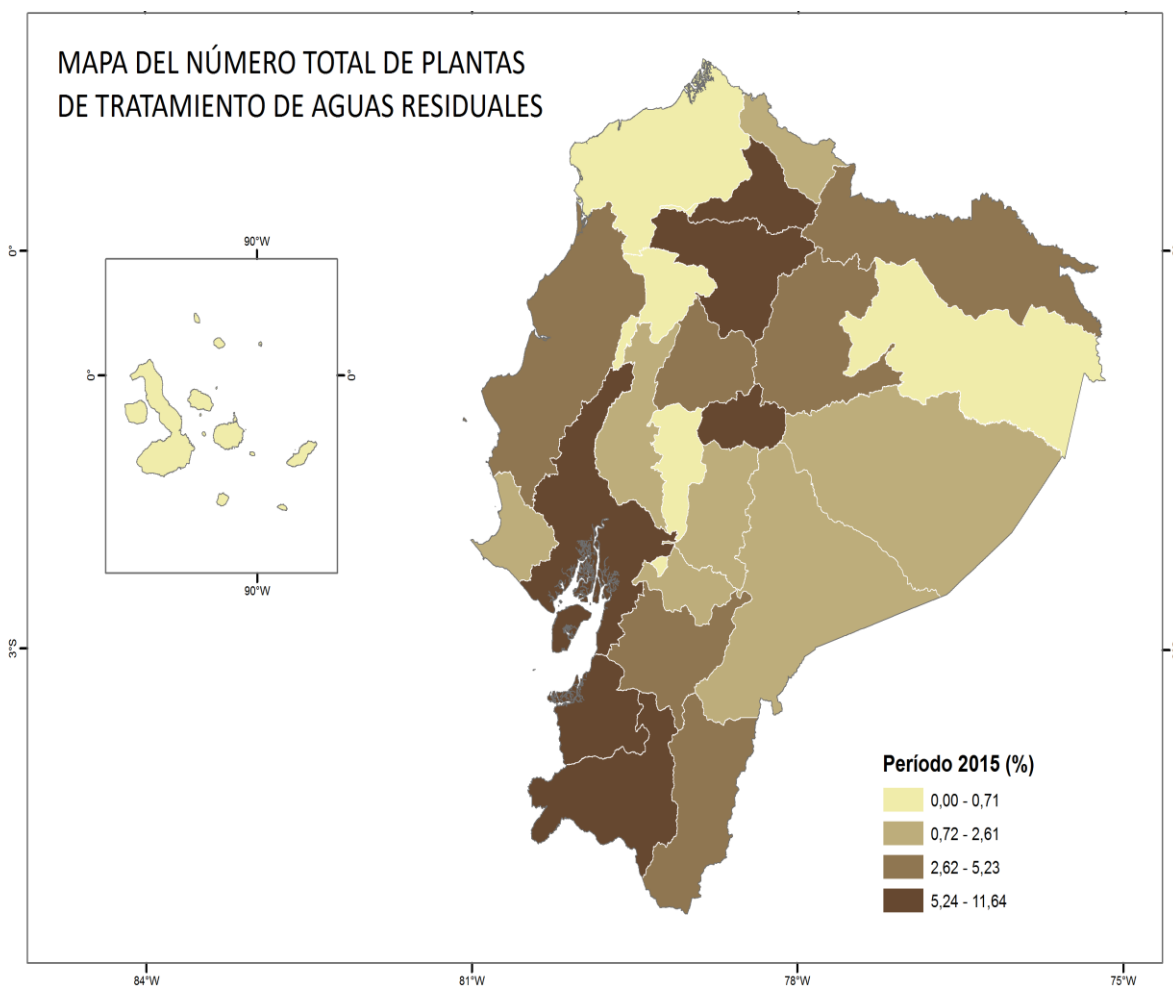 MAPA DEL NÚMERO TOTAL DE PLANTAS
DE TRATAMIENTO DE AGUAS RESIDUALES
0°
90°W
0°
0°
90°W
3°S
Período 2015 (%)
0,00 - 0,71
0,72 - 2,61
2,62 - 5,23
5,24 - 11,64
84°W
81°W
78°W
75°W